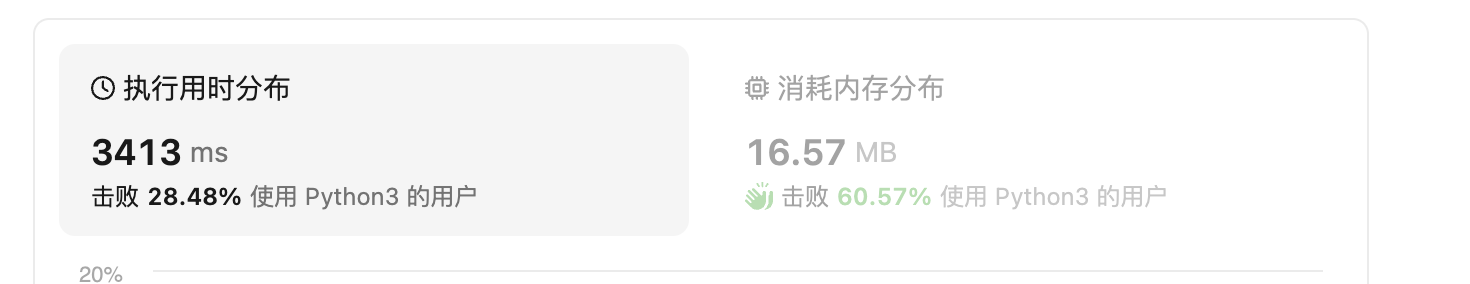 执行用时分布
3413 ms
击败 28.48% 使用 Python3 的用户
消耗内存分布
16.57 MB
击败 60.57% 使用 Python3 的用户
20%